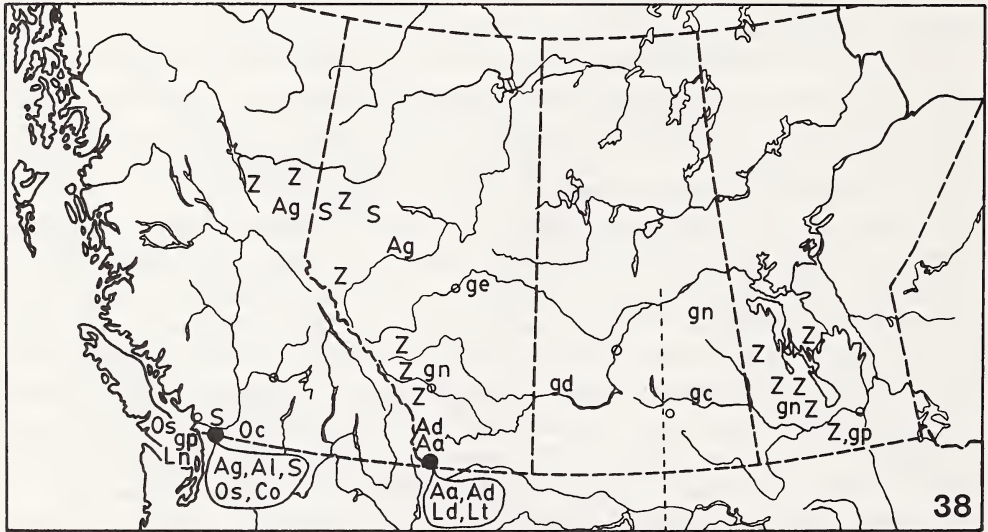 Z Z
Ag S Z S
Ag
Z
ge
gn
Z Z
Z gn Z Z
Z gd gc gnZ
Os S Oc Ad Z,gp
gp Aa
Ln
Ag,Al,S
Os,Co
Aa,Ad
Ld,Lt
38